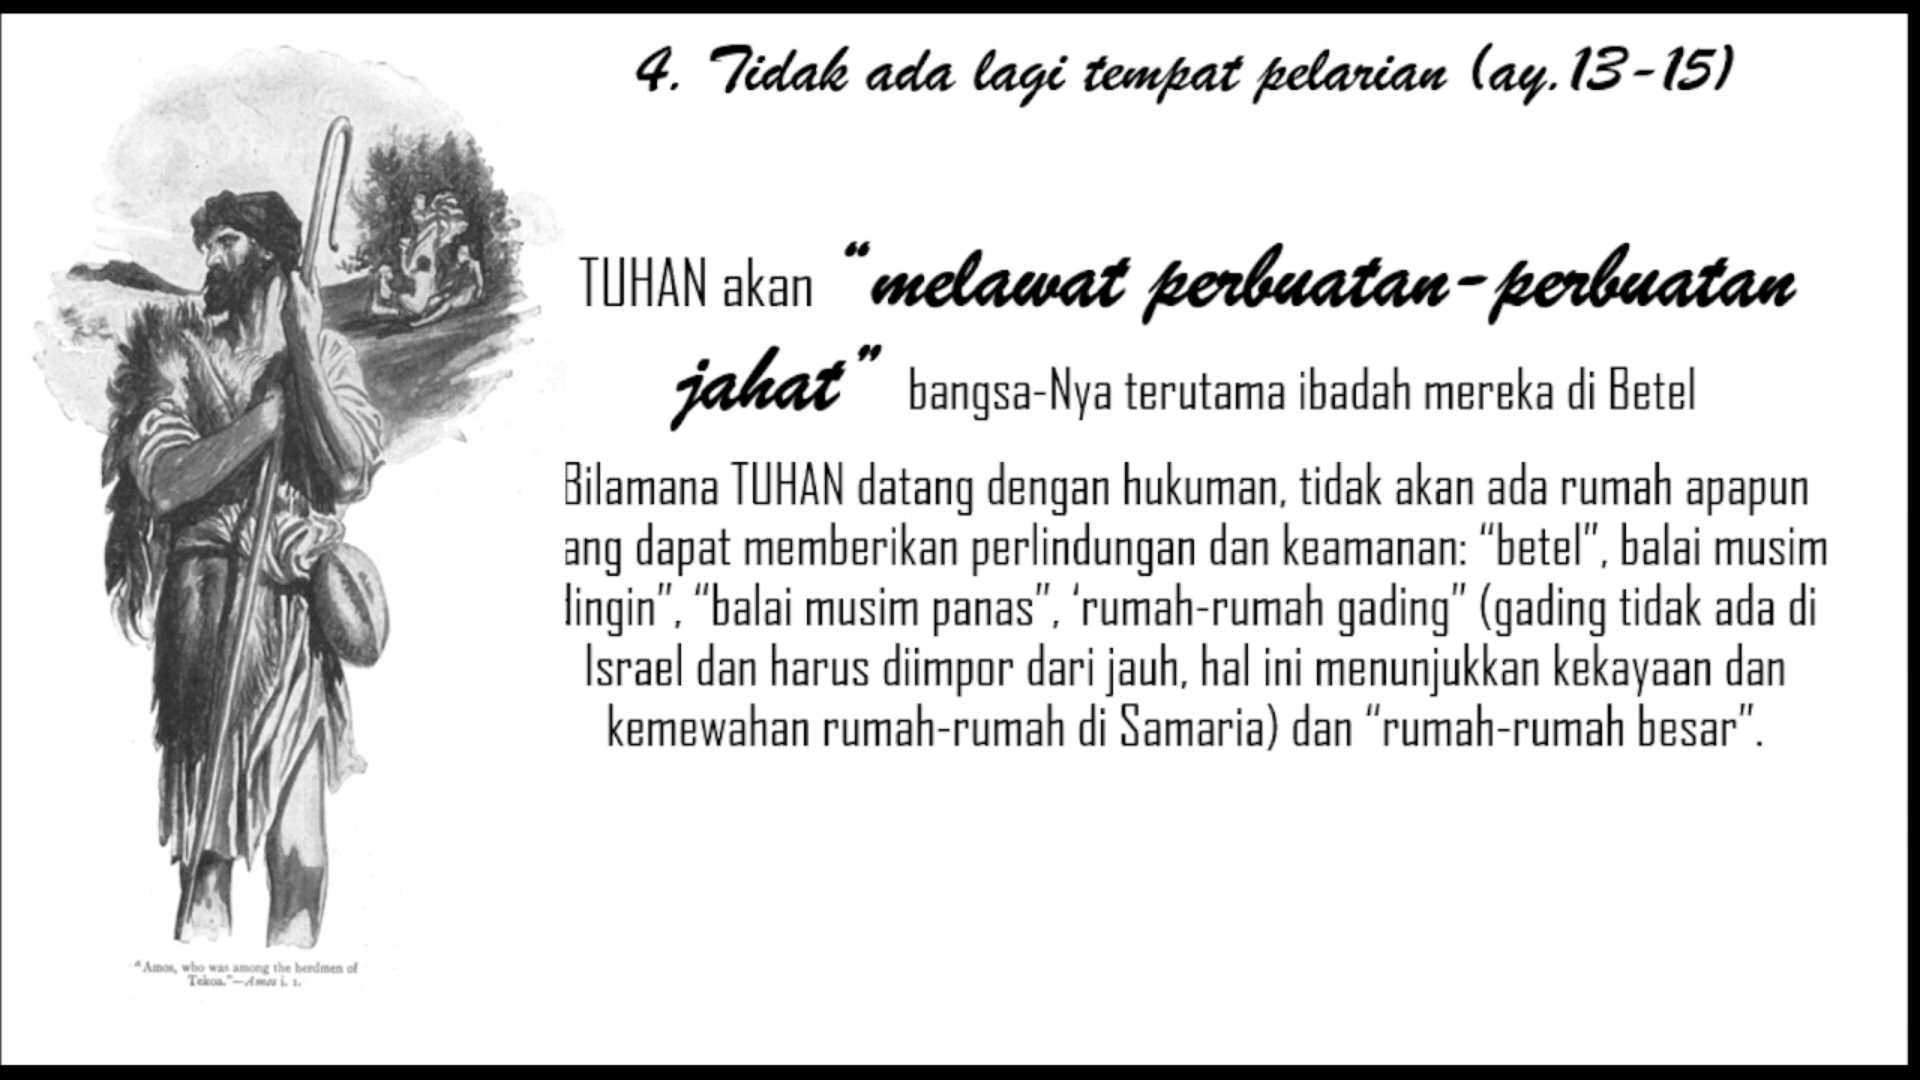 4. Tidak ada lagi tempat pelarian (ay.13-15)
TUHAN akan “melawat perbuatan-perbuatan
jahat” bangsa-Nya terutama ibadah mereka di Betel
Bilamana TUHAN datang dengan hukuman, tidak akan ada rumah apapun
ang dapat memberikan perlindungan dan keamanan: “betel”, balai musim
dingin”, “balai musim panas”, ‘rumah-rumah gading” (gading tidak ada di
Israel dan harus diimpor dari jauh, hal ini menunjukkan kekayaan dan
kemewahan rumah-rumah di Samaria) dan “rumah-rumah besar”.
“Amos, who was among the herdmen of
Tekoa.”—Amos i. 1.